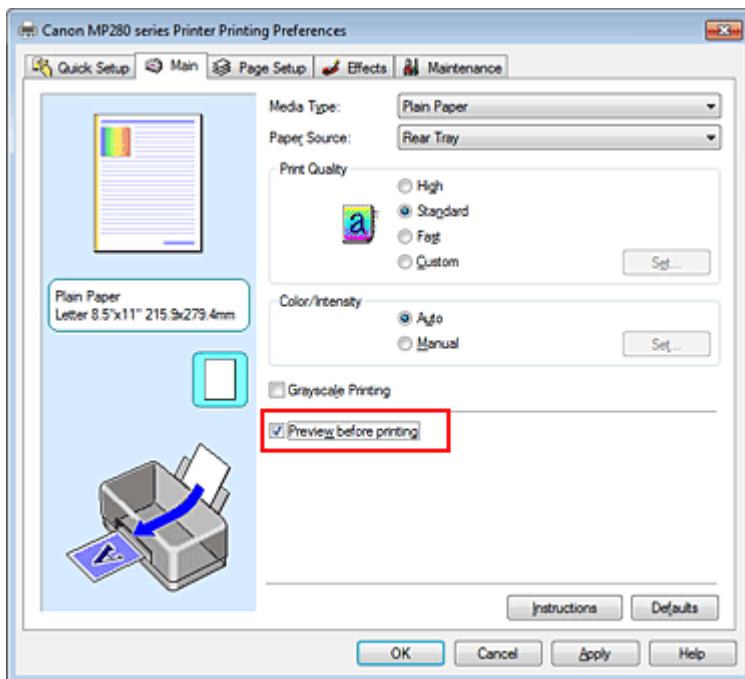 Canon MP280 series Printer Printing Preferences
Quick Setup
Main
Page Setup
Effects
Maintenance
Media Type:
Plain Paper
Paper Source:
Rear Tray
Print Quality
High
a
Standard
Fast
Custom
Set...
Plain Paper
Letter 8.5"x11" 215.9x279.4mm
Color/Intensity
Auto
Manual
Set...
Grayscale Printing
Preview before printing
A
Instructions
Defaults
OK
Cancel
Apply
Help